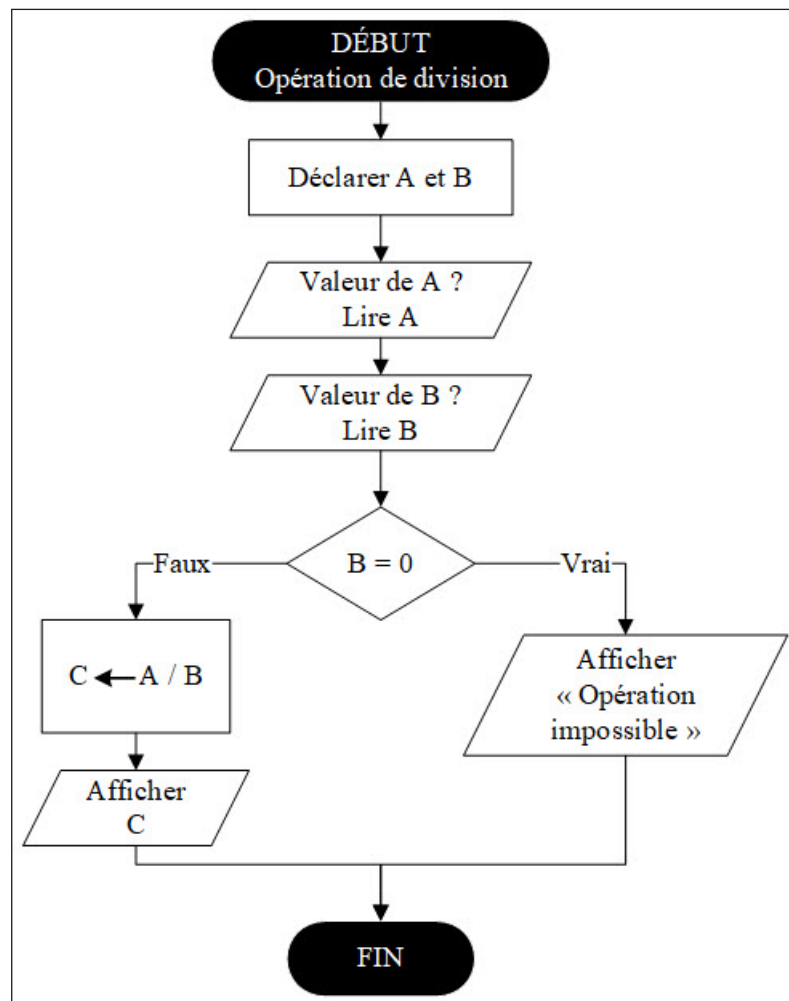 DÉBUT
Opération de division
Déclarer A et B
Valeur de A ?
Lire A
Valeur de B ?
Lire B
B = 0
Faux
Vrai
C ← A / B
Afficher
C
Afficher
« Opération
impossible »
FIN